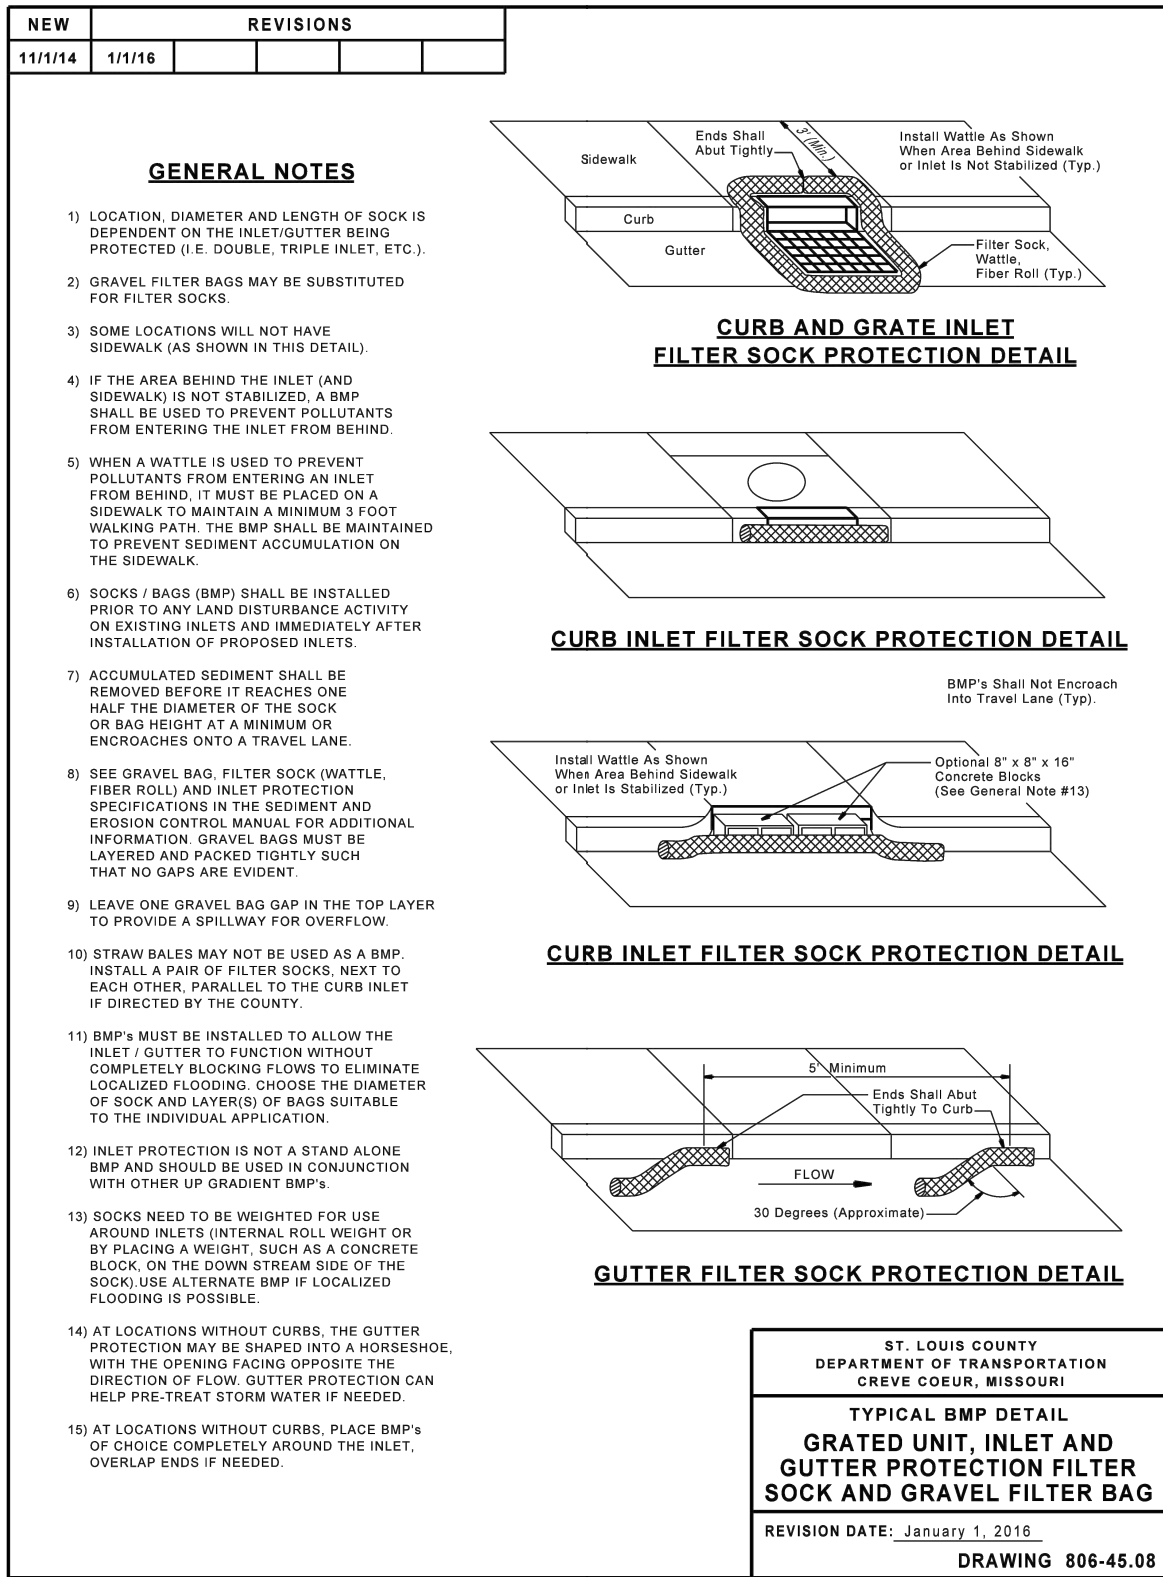 NEW REVISIONS
11/1/14 1/1/16
GENERAL NOTES
1) LOCATION, DIAMETER AND LENGTH OF SOCK IS
DEPENDENT ON THE INLET/GUTTER BEING
PROTECTED (I.E. DOUBLE, TRIPLE INLET, ETC.).
2) GRAVEL FILTER BAGS MAY BE SUBSTITUTED
FOR FILTER SOCKS.
3) SOME LOCATIONS WILL NOT HAVE
SIDEWALK (AS SHOWN IN THIS DETAIL).
4) IF THE AREA BEHIND THE INLET (AND
SIDEWALK) IS NOT STABILIZED, A BMP
SHALL BE USED TO PREVENT POLLUTANTS
FROM ENTERING THE INLET FROM BEHIND.
5) WHEN A WATTLE IS USED TO PREVENT
POLLUTANTS FROM ENTERING AN INLET
FROM BEHIND, IT MUST BE PLACED ON A
SIDEWALK TO MAINTAIN A MINIMUM 3 FOOT
WALKING PATH. THE BMP SHALL BE MAINTAINED
TO PREVENT SEDIMENT ACCUMULATION ON
THE SIDEWALK.
6) SOCKS / BAGS (BMP) SHALL BE INSTALLED
PRIOR TO ANY LAND DISTURBANCE ACTIVITY
ON EXISTING INLETS AND IMMEDIATELY AFTER
INSTALLATION OF PROPOSED INLETS.
7) ACCUMULATED SEDIMENT SHALL BE
REMOVED BEFORE IT REACHES ONE
HALF THE DIAMETER OF THE SOCK
OR BAG HEIGHT AT A MINIMUM OR
ENCROACHES ONTO A TRAVEL LANE.
8) SEE GRAVEL BAG, FILTER SOCK (WATTLE,
FIBER ROLL) AND INLET PROTECTION
SPECIFICATIONS IN THE SEDIMENT AND
EROSION CONTROL MANUAL FOR ADDITIONAL
INFORMATION. GRAVEL BAGS MUST BE
LAYERED AND PACKED TIGHTLY SUCH
THAT NO GAPS ARE EVIDENT.
9) LEAVE ONE GRAVEL BAG GAP IN THE TOP LAYER
TO PROVIDE A SPILLWAY FOR OVERFLOW.
10) STRAW BALES MAY NOT BE USED AS A BMP.
INSTALL A PAIR OF FILTER SOCKS, NEXT TO
EACH OTHER, PARALLEL TO THE CURB INLET
IF DIRECTED BY THE COUNTY.
11) BMP's MUST BE INSTALLED TO ALLOW THE
INLET / GUTTER TO FUNCTION WITHOUT
COMPLETELY BLOCKING FLOWS TO ELIMINATE
LOCALIZED FLOODING. CHOOSE THE DIAMETER
OF SOCK AND LAYER(S) OF BAGS SUITABLE
TO THE INDIVIDUAL APPLICATION.
12) INLET PROTECTION IS NOT A STAND ALONE
BMP AND SHOULD BE USED IN CONJUNCTION
WITH OTHER UP GRADIENT BMP's.
13) SOCKS NEED TO BE WEIGHTED FOR USE
AROUND INLETS (INTERNAL ROLL WEIGHT OR
BY PLACING A WEIGHT, SUCH AS A CONCRETE
BLOCK, ON THE DOWN STREAM SIDE OF THE
SOCK).USE ALTERNATE BMP IF LOCALIZED
FLOODING IS POSSIBLE.
14) AT LOCATIONS WITHOUT CURBS, THE GUTTER
PROTECTION MAY BE SHAPED INTO A HORSESHOE,
WITH THE OPENING FACING OPPOSITE THE
DIRECTION OF FLOW. GUTTER PROTECTION CAN
HELP PRE-TREAT STORM WATER IF NEEDED.
15) AT LOCATIONS WITHOUT CURBS, PLACE BMP's
OF CHOICE COMPLETELY AROUND THE INLET,
OVERLAP ENDS IF NEEDED.
Sidewalk
Ends Shall
Abut Tightly
3' (Min.)
Install Wattle As Shown
When Area Behind Sidewalk
or Inlet Is Not Stabilized (Typ.)
Curb
Gutter
Filter Sock,
Wattle,
Fiber Roll (Typ.)
CURB AND GRATE INLET
FILTER SOCK PROTECTION DETAIL
CURB INLET FILTER SOCK PROTECTION DETAIL
BMP's Shall Not Encroach
Into Travel Lane (Typ).
Install Wattle As Shown
When Area Behind Sidewalk
or Inlet Is Stabilized (Typ.)
Optional 8" x 8" x 16"
Concrete Blocks
(See General Note #13)
CURB INLET FILTER SOCK PROTECTION DETAIL
5' Minimum
Ends Shall Abut
Tightly To Curb
FLOW
30 Degrees (Approximate)
GUTTER FILTER SOCK PROTECTION DETAIL
ST. LOUIS COUNTY
DEPARTMENT OF TRANSPORTATION
CREVE COEUR, MISSOURI
TYPICAL BMP DETAIL
GRATED UNIT, INLET AND
GUTTER PROTECTION FILTER
SOCK AND GRAVEL FILTER BAG
REVISION DATE: January 1, 2016
DRAWING 806-45.08